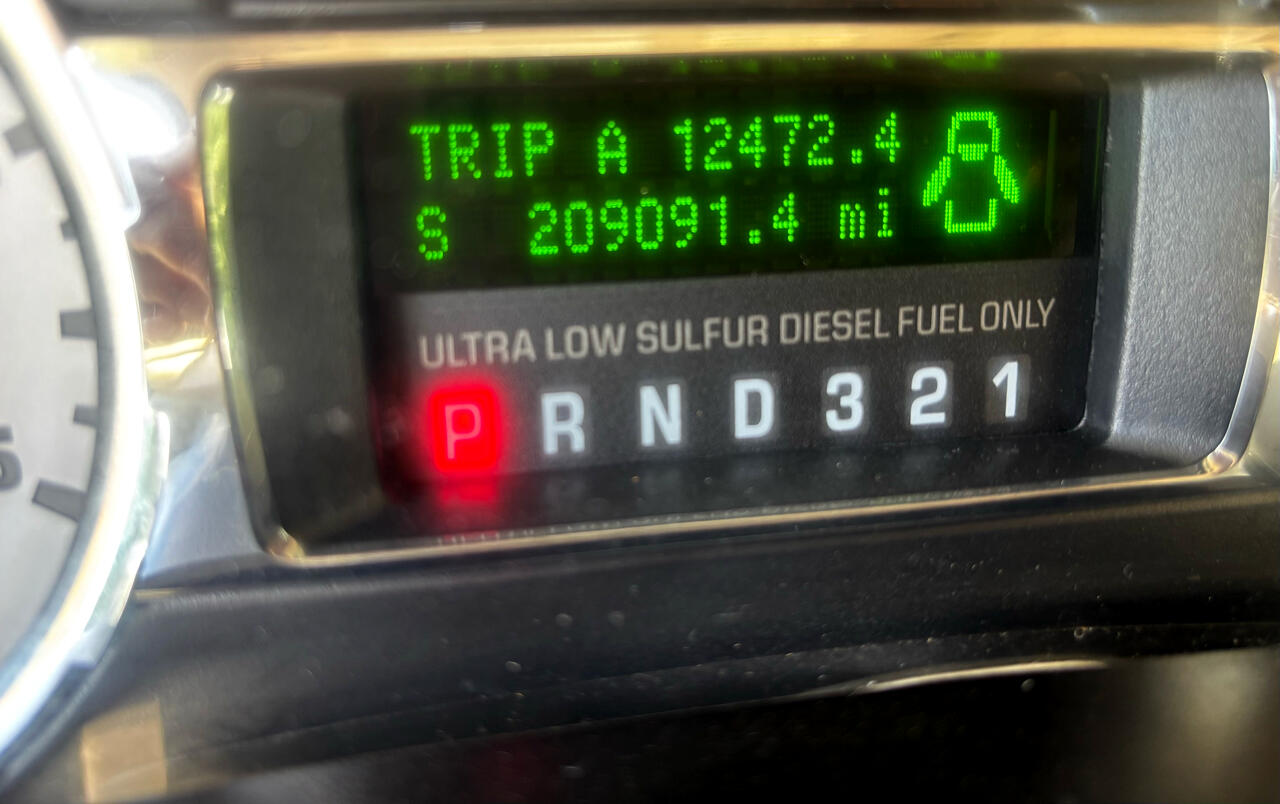 TRIP A 12472.4
S 209091.4 mi
ULTRA LOW SULFUR DIESEL FUEL ONLY
P R N D 3 2 1